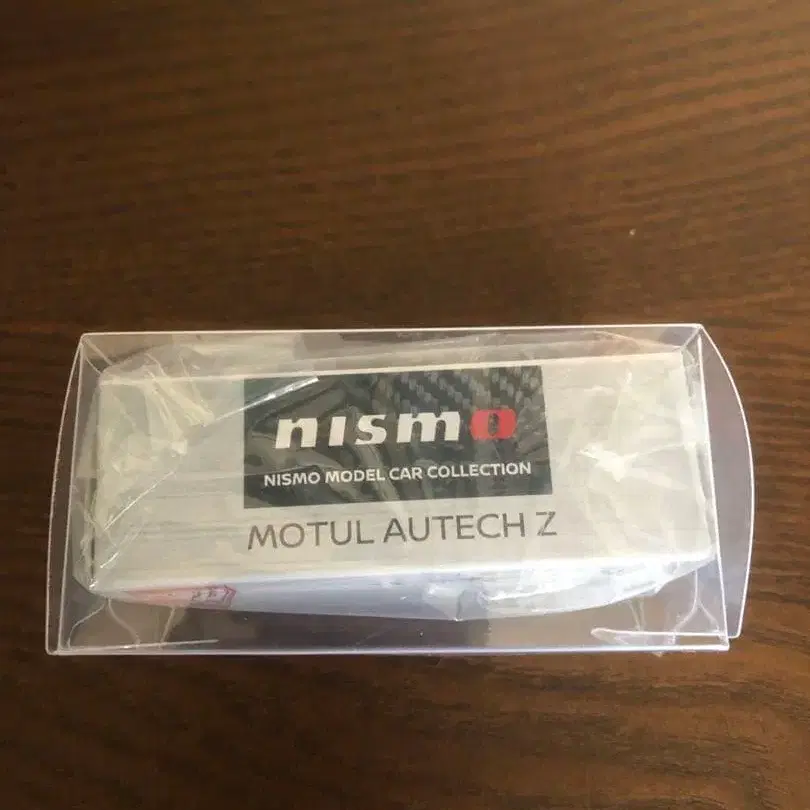 nismo
NISMO MODEL CAR COLLECTION
MOTUL AUTECH Z